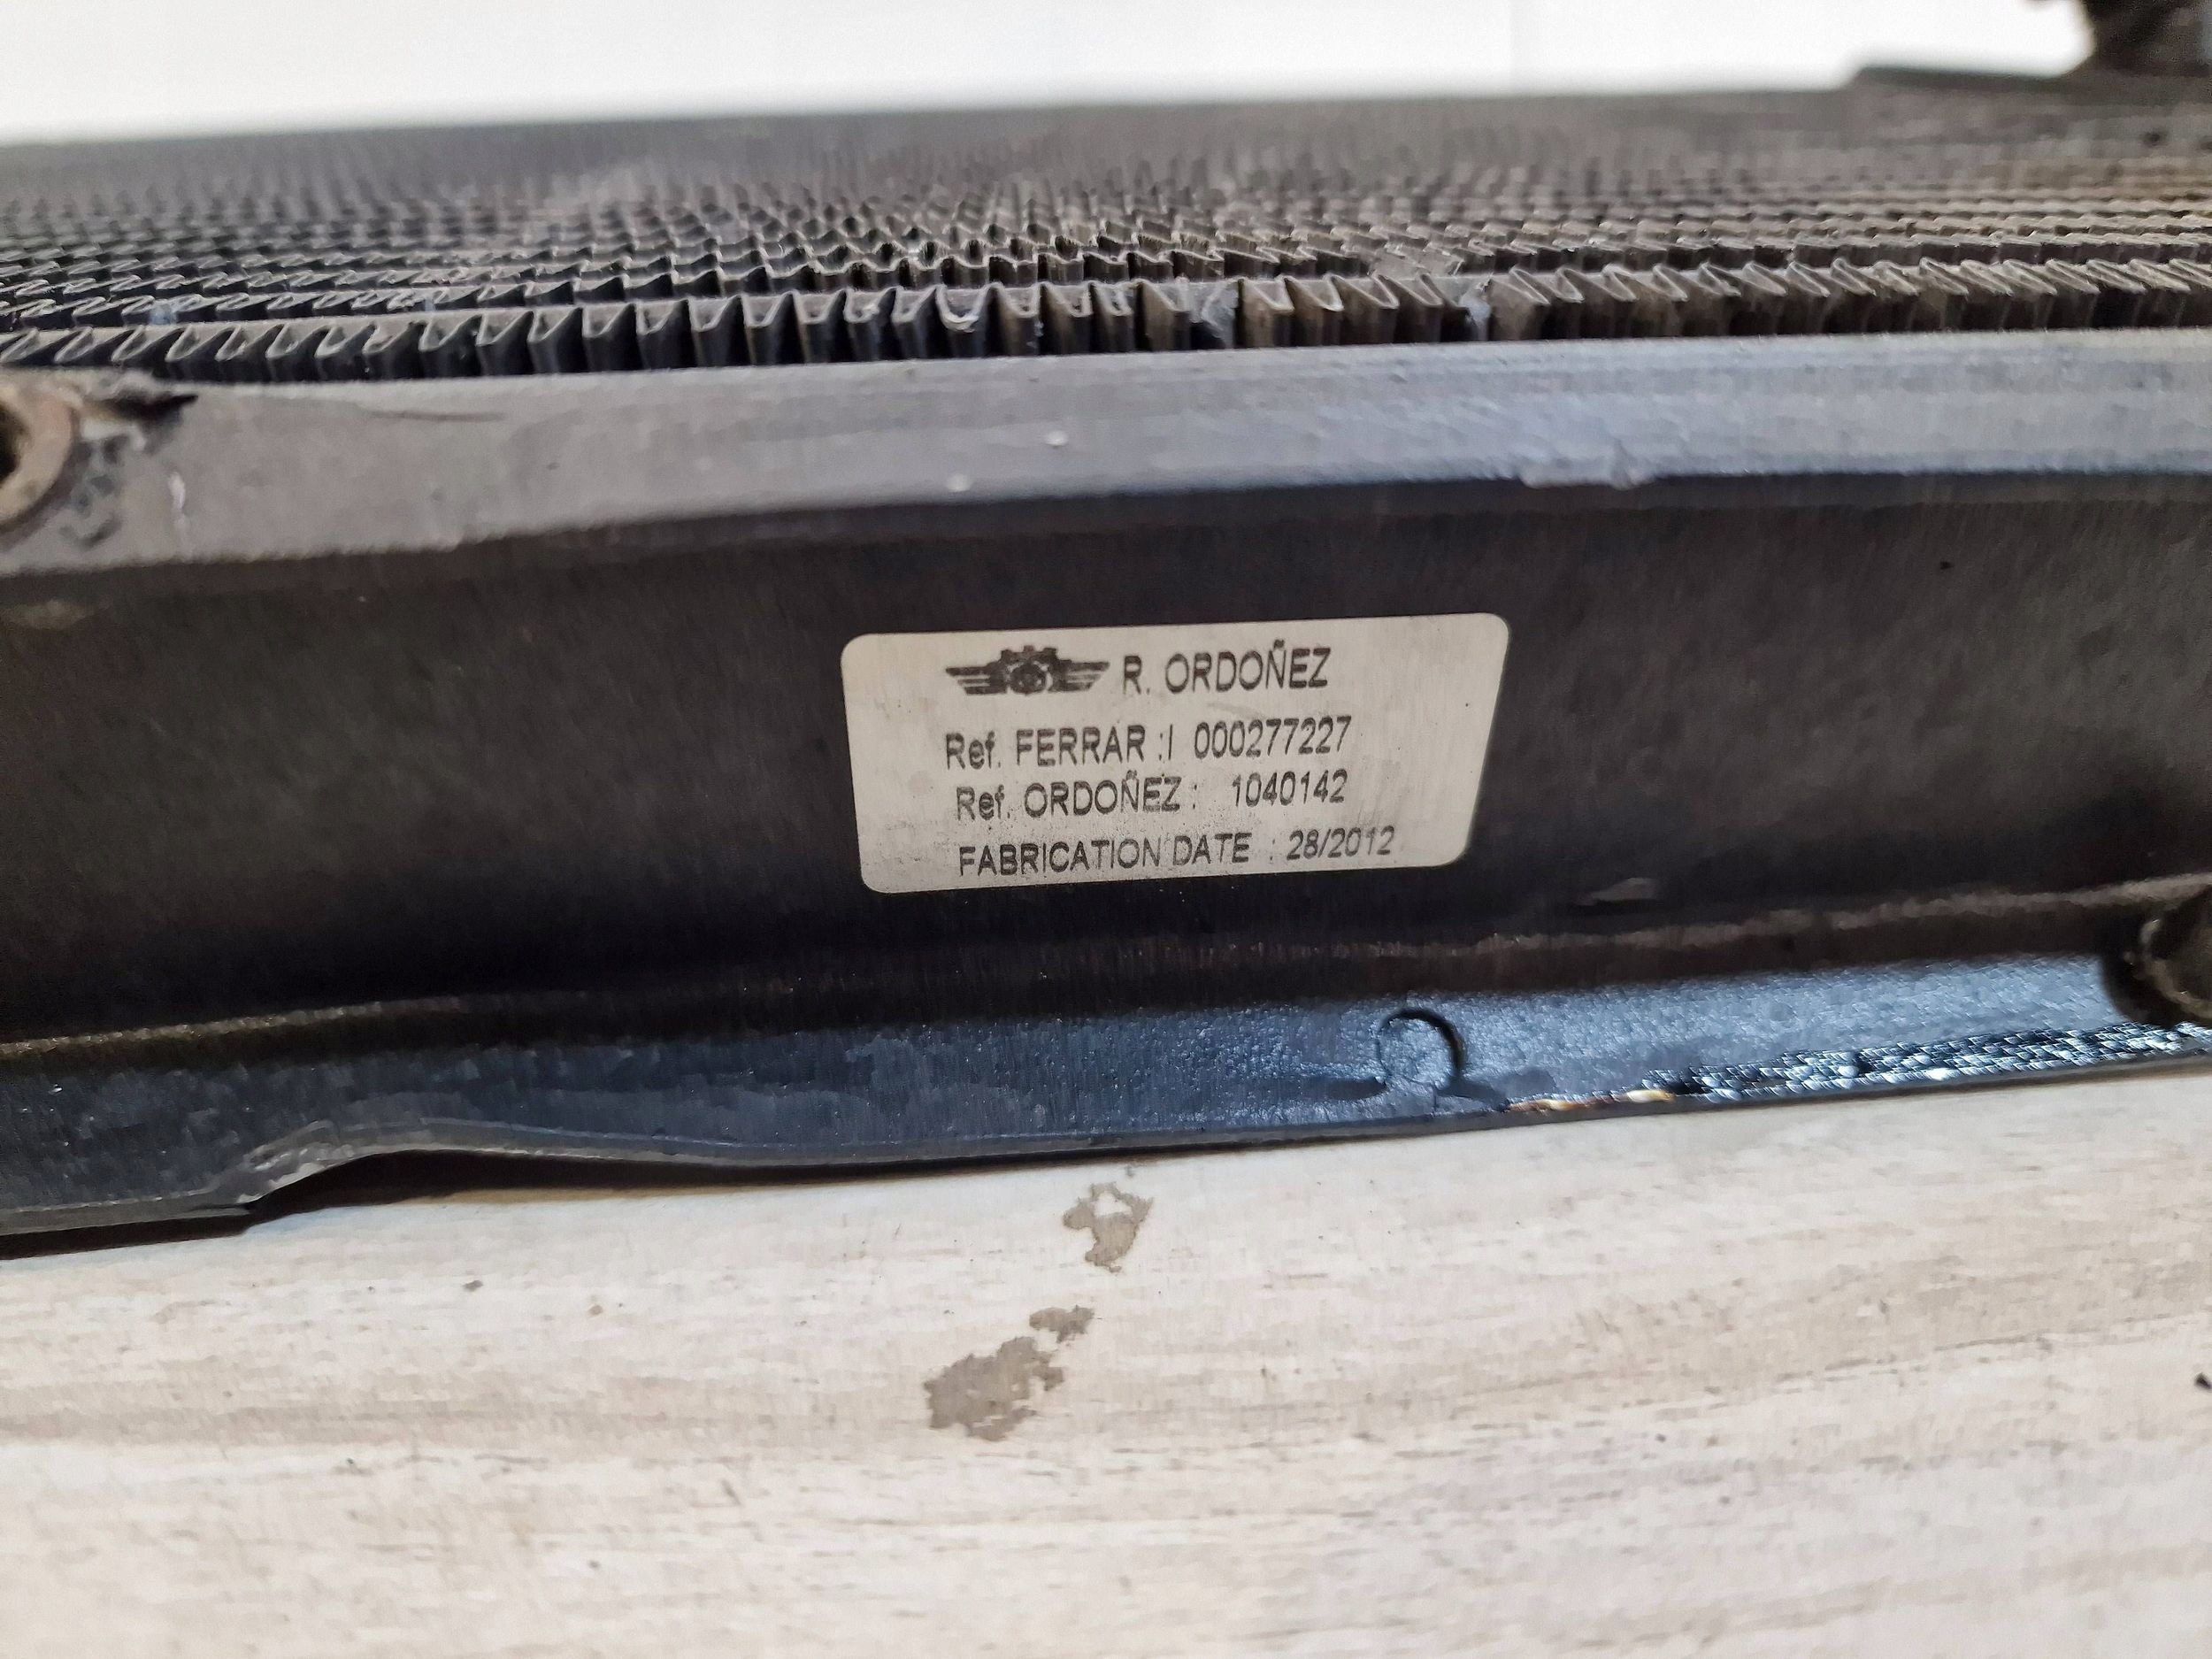 R. ORDOÑEZ
Ref. FERRAR :I 000277227
Ref. ORDOÑEZ : 1040142
FABRICATION DATE : 28/2012